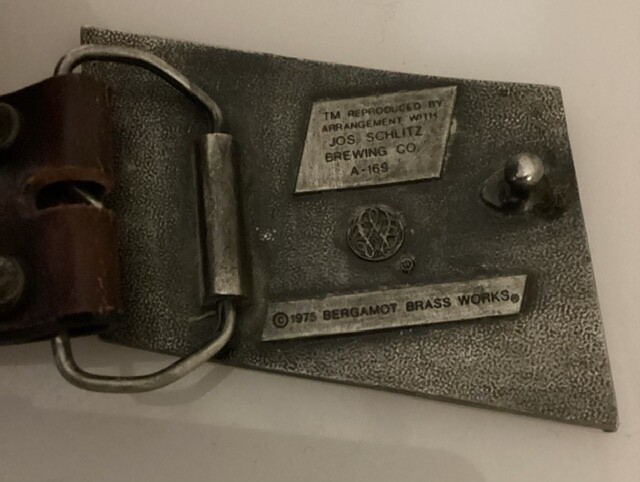 TM REPRODUCED BY
ARRANGEMENT WITH
JOS. SCHLITZ
BREWING CO.
A-169
®
© 1975 BERGAMOT BRASS WORKS®